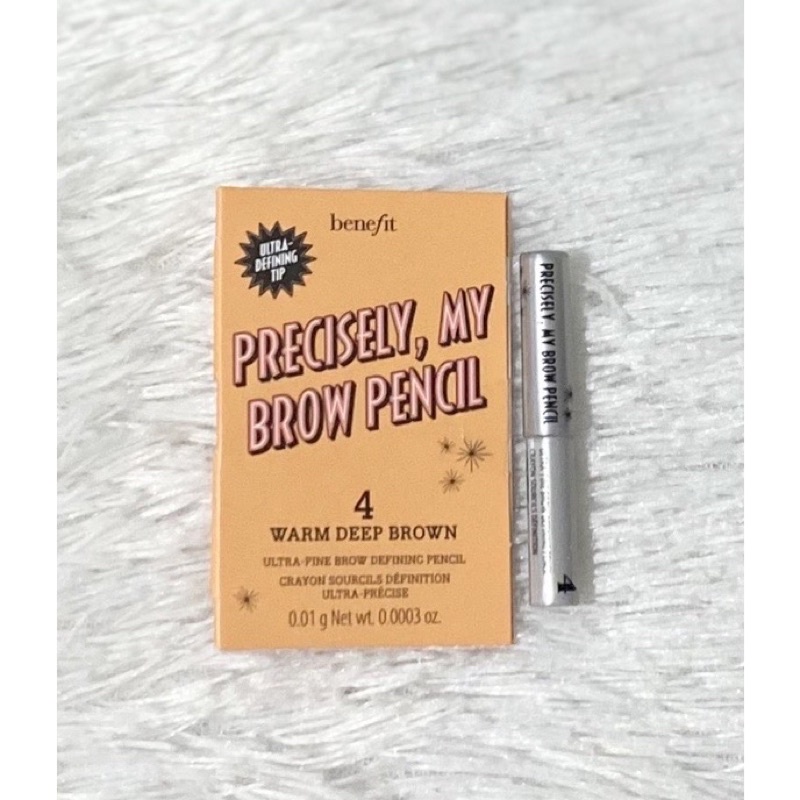 benefit
ULTRA-
DEFINING
TIP
PRECISELY, MY
BROW PENCIL
4
WARM DEEP BROWN
ULTRA-FINE BROW DEFINING PENCIL
CRAYON SOURCILS DÉFINITION
ULTRA-PRÉCISE
0.01 g Net wt. 0.0003 oz.
PRECISELY, MY BROW PENCIL
4